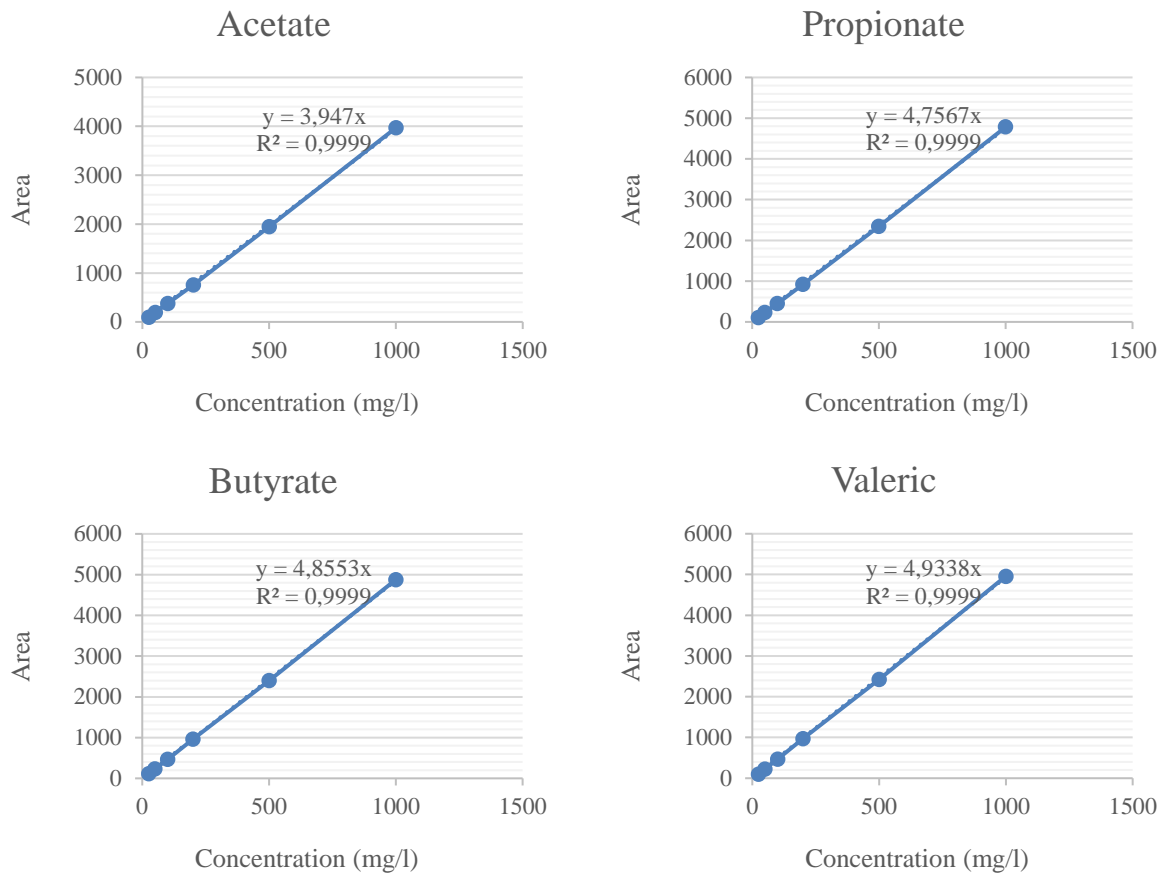 Acetate
5000
4000
3000
2000
1000
0
0 500 1000 1500
Area
y = 3,947x
R² = 0,9999
Concentration (mg/l)
Propionate
6000
5000
4000
3000
2000
1000
0
0 500 1000 1500
Area
y = 4,7567x
R² = 0,9999
Concentration (mg/l)
Butyrate
6000
5000
4000
3000
2000
1000
0
0 500 1000 1500
Area
y = 4,8553x
R² = 0,9999
Concentration (mg/l)
Valeric
6000
5000
4000
3000
2000
1000
0
0 500 1000 1500
Area
y = 4,9338x
R² = 0,9999
Concentration (mg/l)